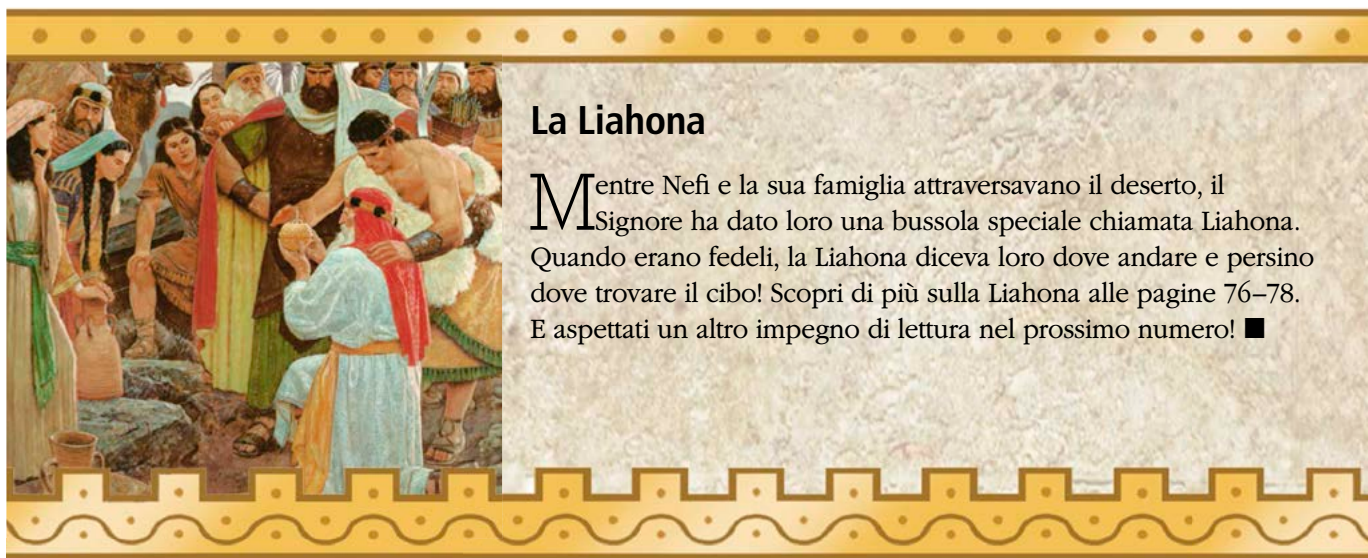 La Liahona
Mentre Nefi e la sua famiglia attraversavano il deserto, il
Signore ha dato loro una bussola speciale chiamata Liahona.
Quando erano fedeli, la Liahona diceva loro dove andare e persino
dove trovare il cibo! Scopri di più sulla Liahona alle pagine 76–78.
E aspettati un altro impegno di lettura nel prossimo numero! ■